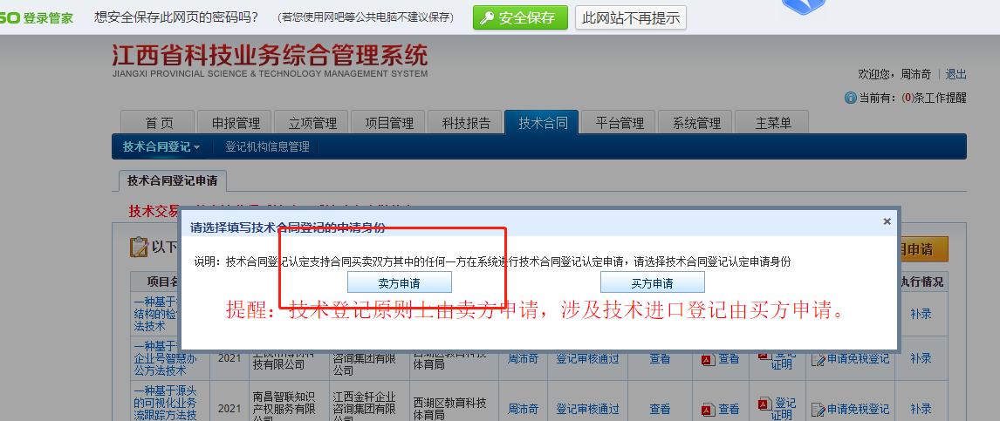 登录管家 想安全保存此网页的密码吗? (若您使用网吧等公共电脑不建议保存) 安全保存 此网站不再提示
江西省科技业务综合管理系统
JIANGXI PROVINCIAL SCIENCE & TECHNOLOGY MANAGEMENT SYSTEM
欢迎您，周沛奇 | 退出
当前有：(0)条工作提醒
首 页 申报管理 立项管理 项目管理 科技报告 技术合同 平台管理 系统管理 主菜单
技术合同登记 登记机构信息管理
技术合同登记申请
技术交易
请选择填写技术合同登记的申请身份 ×
以下
说明：技术合同登记认定支持合同买卖双方其中的任何一方在系统进行技术合同登记认定申请，请选择技术合同登记认定申请身份
申请
卖方申请 买方申请
项目名 执行情况
提醒：技术登记原则上由卖方申请，涉及技术进口登记由买方申请。
一种基于
结构的检
法技术
补录
一种基于
企业号智慧办
公方法技术
2021
技有限公司
咨询集团有限
公司
西湖区教育科技
体育局
周沛奇 登记审核通过 查看 查看 登记
证明
申请免税登记 补录
一种基于源头
的可视化业务
流跟踪方法技
2021
南昌智联知识
产权服务有限
公司
江西金轩企业
咨询集团有限
公司
西湖区教育科技
体育局
周沛奇 登记审核通过 查看 查看 登记
证明
申请免税登记 补录